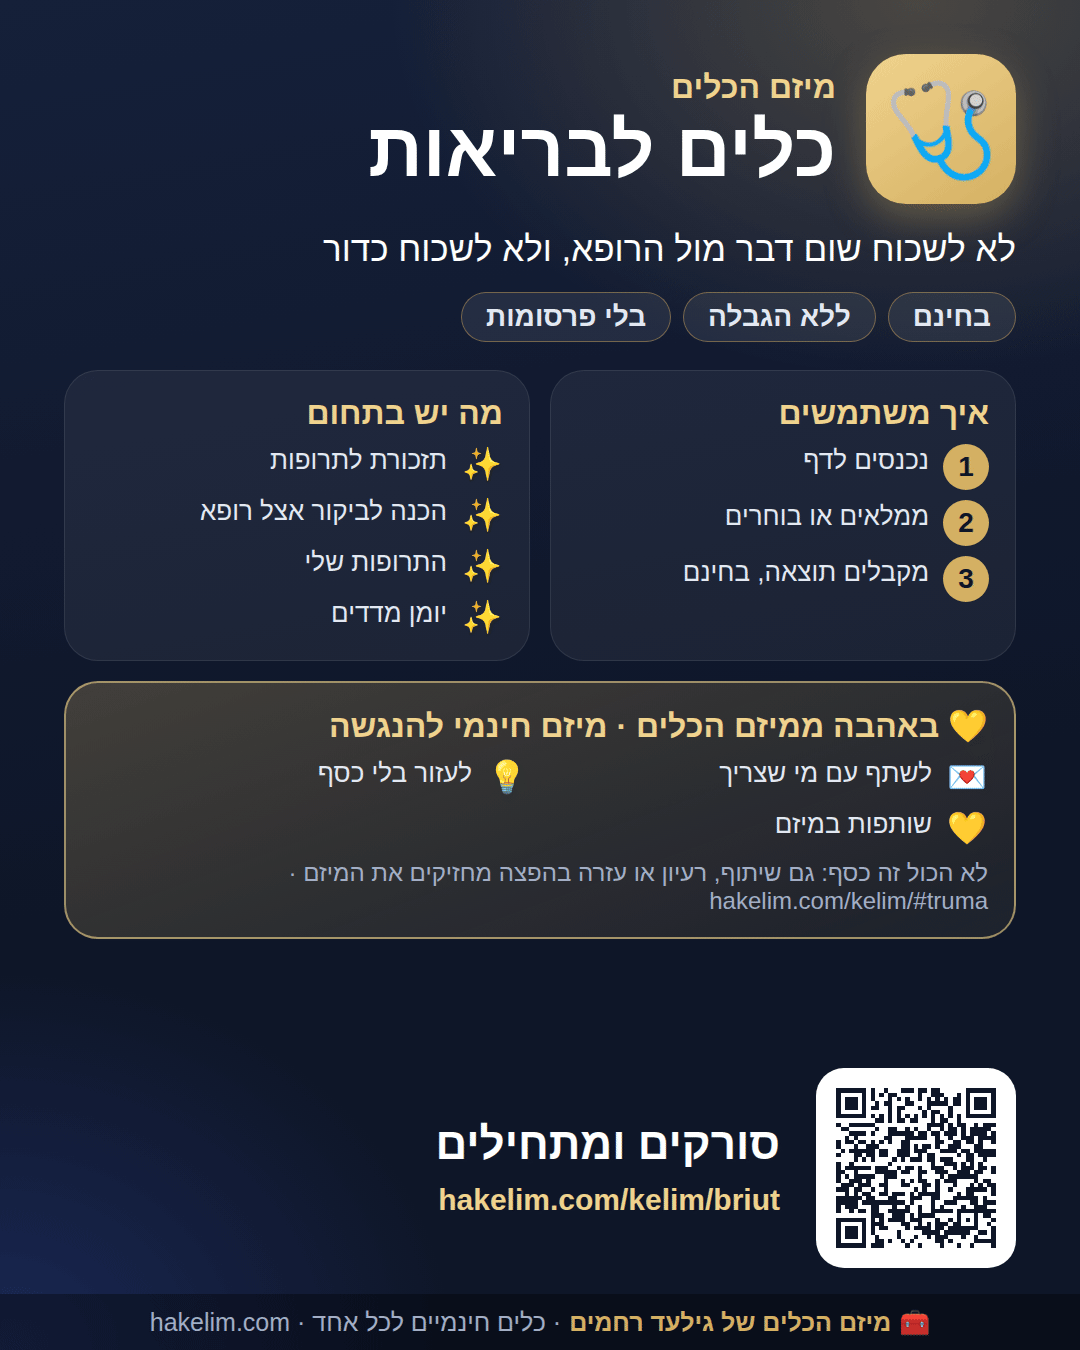 מיזם הכלים
כלים לבריאות
לא לשכוח שום דבר מול הרופא, ולא לשכוח כדור
בחינם
ללא הגבלה
בלי פרסומות
איך משתמשים
1 נכנסים לדף
2 ממלאים או בוחרים
3 מקבלים תוצאה, בחינם
מה יש בתחום
✨ תזכורת לתרופות
✨ הכנה לביקור אצל רופא
✨ התרופות שלי
✨ יומן מדדים
💛 באהבה ממיזם הכלים · מיזם חינמי להנגשה
💌 לשתף עם מי שצריך
💡 לעזור בלי כסף
💛 שותפות במיזם
לא הכול זה כסף: גם שיתוף, רעיון או עזרה בהפצה מחזיקים את המיזם ·
hakelim.com/kelim/#truma
סורקים ומתחילים
hakelim.com/kelim/briut
🧰 מיזם הכלים של גילעד רחמים · כלים חינמיים לכל אחד · hakelim.com